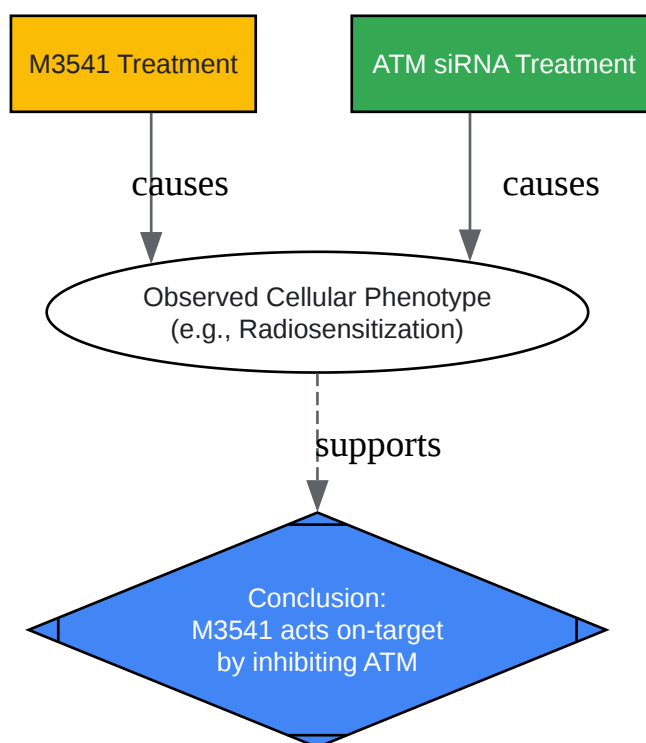 M3541 Treatment
ATM siRNA Treatment
causes
causes
Observed Cellular Phenotype
(e.g., Radiosensitization)
supports
Conclusion:
M3541 acts on-target
by inhibiting ATM